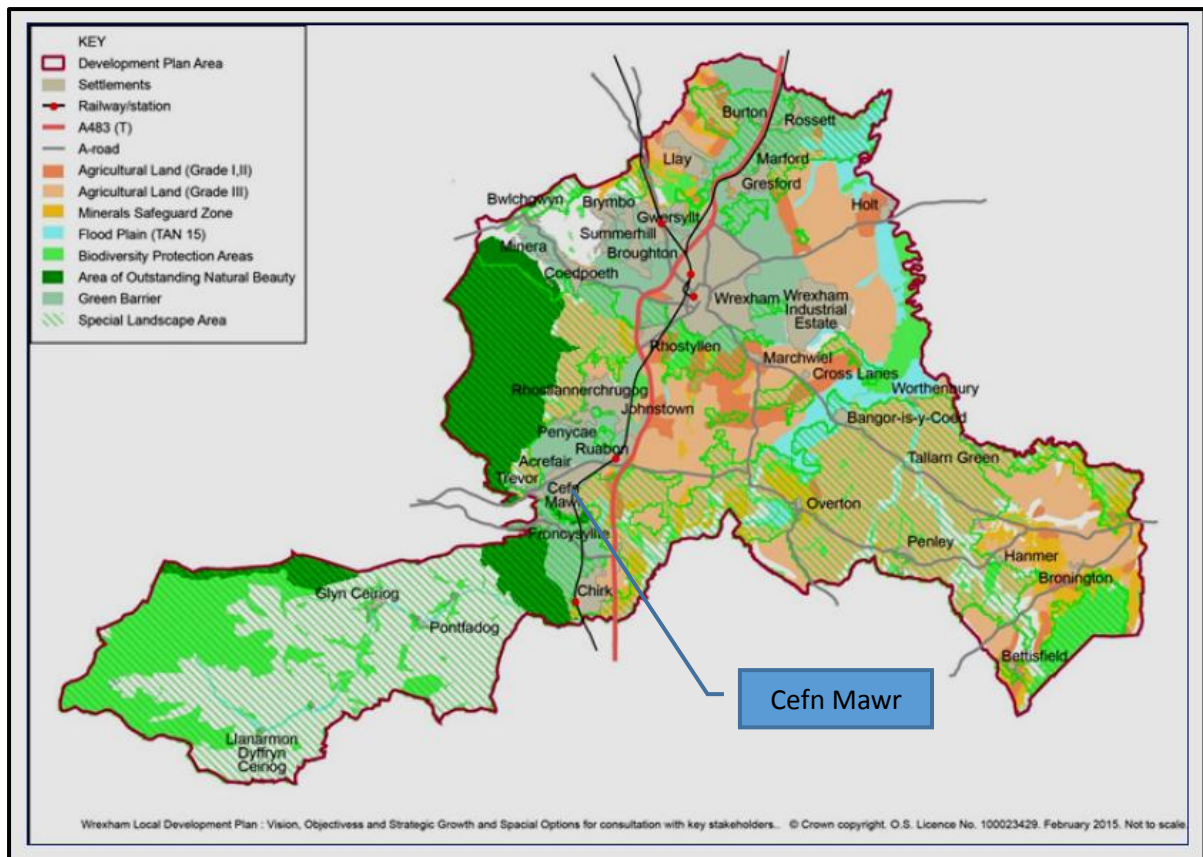 KEY
Development Plan Area
Settlements
Railway/station
A483 (T)
A-road
Agricultural Land (Grade I,II)
Agricultural Land (Grade III)
Minerals Safeguard Zone
Flood Plain (TAN 15)
Biodiversity Protection Areas
Area of Outstanding Natural Beauty
Green Barrier
Special Landscape Area
Burton
Rossett
Llay
Marford
Gresford
Bwlchgwyn
Brymbo
Gwersyllt
Holt
Summerhill
Minera
Broughton
Coedpoeth
Wrexham
Wrexham
Industrial
Estate
Rhostyllen
Marchwiel
Cross Lanes
Worthenbury
Rhosllannerchrugog
Johnstown
Bangor-is-y-Coed
Penycae
Ruabon
Acrefair
Tallarn Green
Trevor
Cefn
Mawr
Overton
Froncysyllte
Penley
Hanmer
Bronington
Chirk
Glyn Ceiriog
Pontfadog
Bettisfield
Cefn Mawr
Llanarmon
Dyffryn
Ceiriog
Wrexham Local Development Plan : Vision, Objectivess and Strategic Growth and Spacial Options for consultation with key stakeholders.. © Crown copyright. O.S. Licence No. 100023429. February 2015. Not to scale.